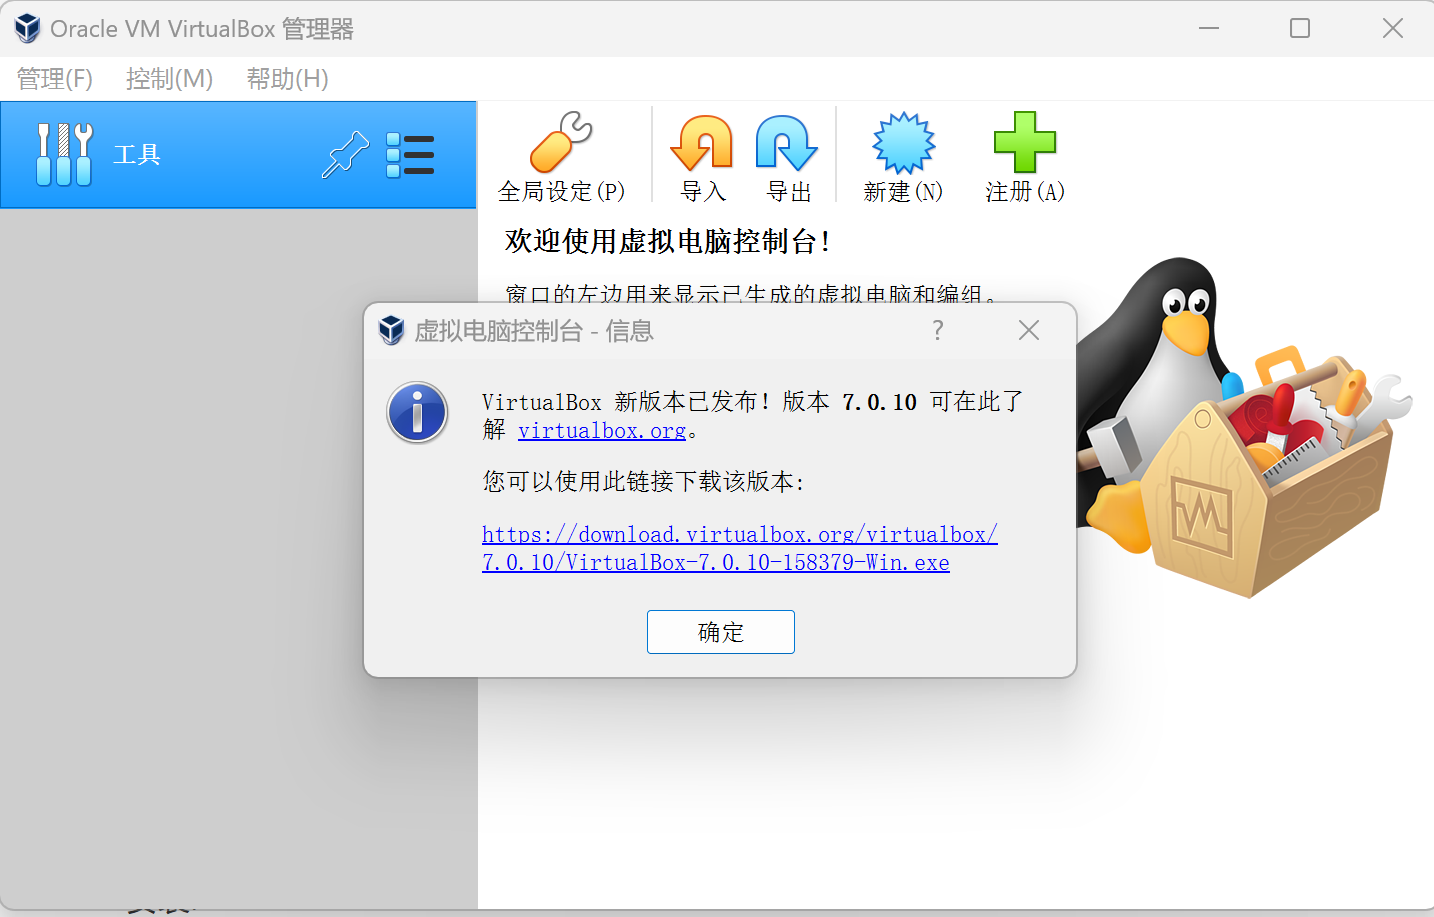 Oracle VM VirtualBox 管理器
管理(F) 控制(M) 帮助(H)
工具
全局设定(P) 导入 导出 新建(N) 注册(A)
欢迎使用虚拟电脑控制台!
窗口的左边用来显示已生成的虚拟电脑和编组。
虚拟电脑控制台 - 信息
VirtualBox 新版本已发布! 版本 7.0.10 可在此了
解 virtualbox.org。
您可以使用此链接下载该版本:
https://download.virtualbox.org/virtualbox/
7.0.10/VirtualBox-7.0.10-158379-Win.exe
确定